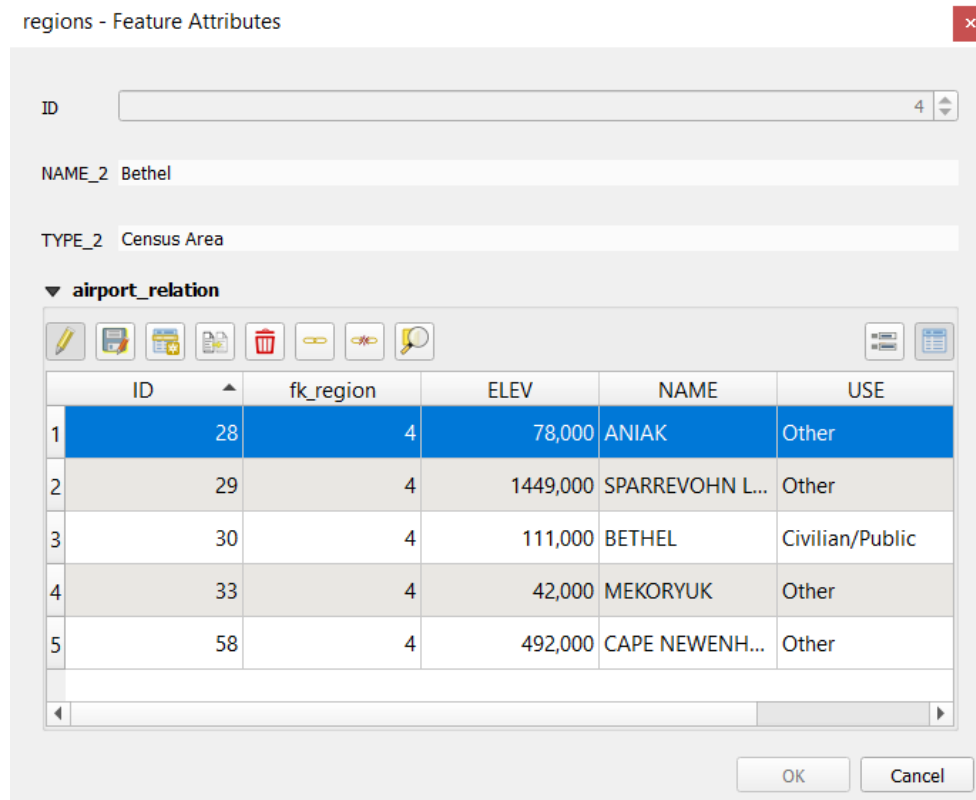 regions - Feature Attributes
ID 4
NAME_2 Bethel
TYPE_2 Census Area
airport_relation
ID fk_region ELEV NAME USE
1 28 4 78,000 ANIAK Other
2 29 4 1449,000 SPARREVOHN L... Other
3 30 4 111,000 BETHEL Civilian/Public
4 33 4 42,000 MEKORYUK Other
5 58 4 492,000 CAPE NEWENH... Other
OK Cancel